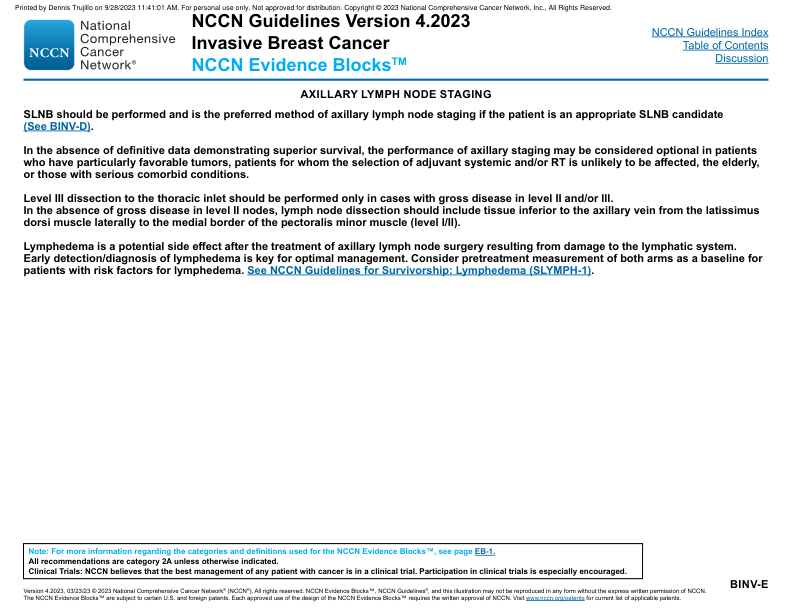 Printed by Dennis Trujillo on 9/28/2023 11:41:01 AM. For personal use only. Not approved for distribution. Copyright © 2023 National Comprehensive Cancer Network, Inc., All Rights Reserved.
NCCN
National
Comprehensive
Cancer
Network®
NCCN Guidelines Version 4.2023
Invasive Breast Cancer
NCCN Evidence Blocks™
NCCN Guidelines Index
Table of Contents
Discussion
AXILLARY LYMPH NODE STAGING
SLNB should be performed and is the preferred method of axillary lymph node staging if the patient is an appropriate SLNB candidate
(See BINV-D).
In the absence of definitive data demonstrating superior survival, the performance of axillary staging may be considered optional in patients
who have particularly favorable tumors, patients for whom the selection of adjuvant systemic and/or RT is unlikely to be affected, the elderly,
or those with serious comorbid conditions.
Level III dissection to the thoracic inlet should be performed only in cases with gross disease in level II and/or III.
In the absence of gross disease in level II nodes, lymph node dissection should include tissue inferior to the axillary vein from the latissimus
dorsi muscle laterally to the medial border of the pectoralis minor muscle (level I/II).
Lymphedema is a potential side effect after the treatment of axillary lymph node surgery resulting from damage to the lymphatic system.
Early detection/diagnosis of lymphedema is key for optimal management. Consider pretreatment measurement of both arms as a baseline for
patients with risk factors for lymphedema. See NCCN Guidelines for Survivorship: Lymphedema (SLYMPH-1).
Note: For more information regarding the categories and definitions used for the NCCN Evidence Blocks™, see page EB-1.
All recommendations are category 2A unless otherwise indicated.
Clinical Trials: NCCN believes that the best management of any patient with cancer is in a clinical trial. Participation in clinical trials is especially encouraged.
BINV-E
Version 4.2023, 03/23/23 © 2023 National Comprehensive Cancer Network® (NCCN®), All rights reserved. NCCN Evidence Blocks™, NCCN Guidelines®, and this illustration may not be reproduced in any form without the express written permission of NCCN.
The NCCN Evidence Blocks™ are subject to certain U.S. and foreign patents. Each approved use of the design of the NCCN Evidence Blocks™ requires the written approval of NCCN. Visit www.nccn.org/patents for current list of applicable patents.